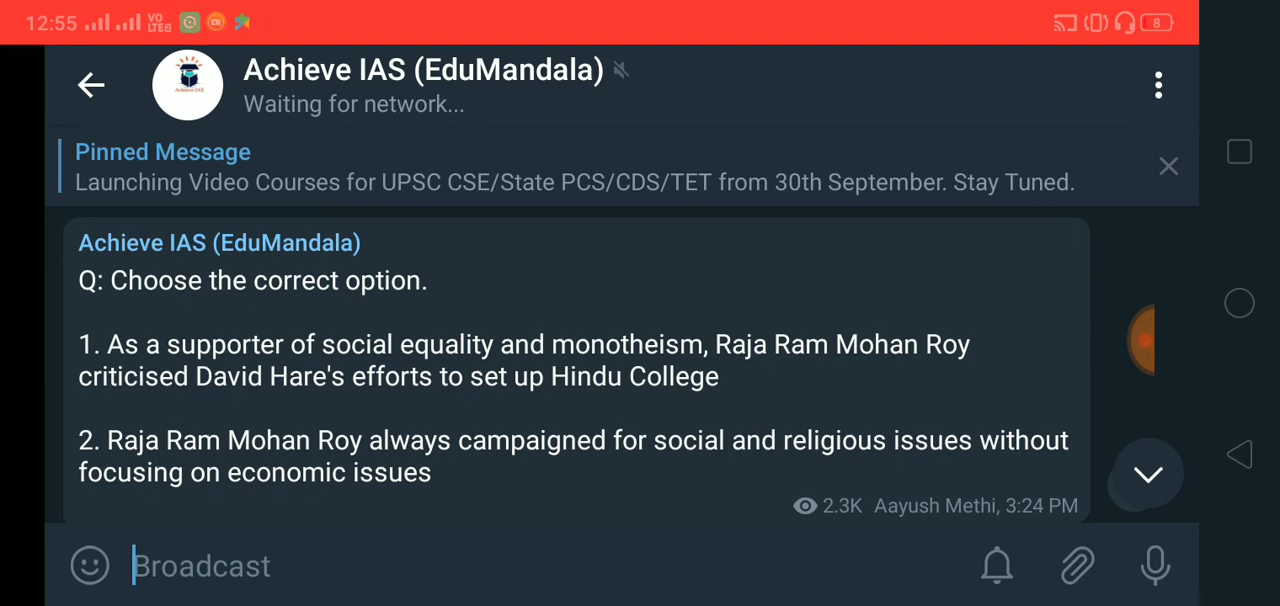 12:55 VO LTE2 8
Achieve IAS (EduMandala)
Waiting for network...
Pinned Message
Launching Video Courses for UPSC CSE/State PCS/CDS/TET from 30th September. Stay Tuned.
Achieve IAS (EduMandala)
Q: Choose the correct option.
1. As a supporter of social equality and monotheism, Raja Ram Mohan Roy
criticised David Hare's efforts to set up Hindu College
2. Raja Ram Mohan Roy always campaigned for social and religious issues without
focusing on economic issues
2.3K Aayush Methi, 3:24 PM
Broadcast